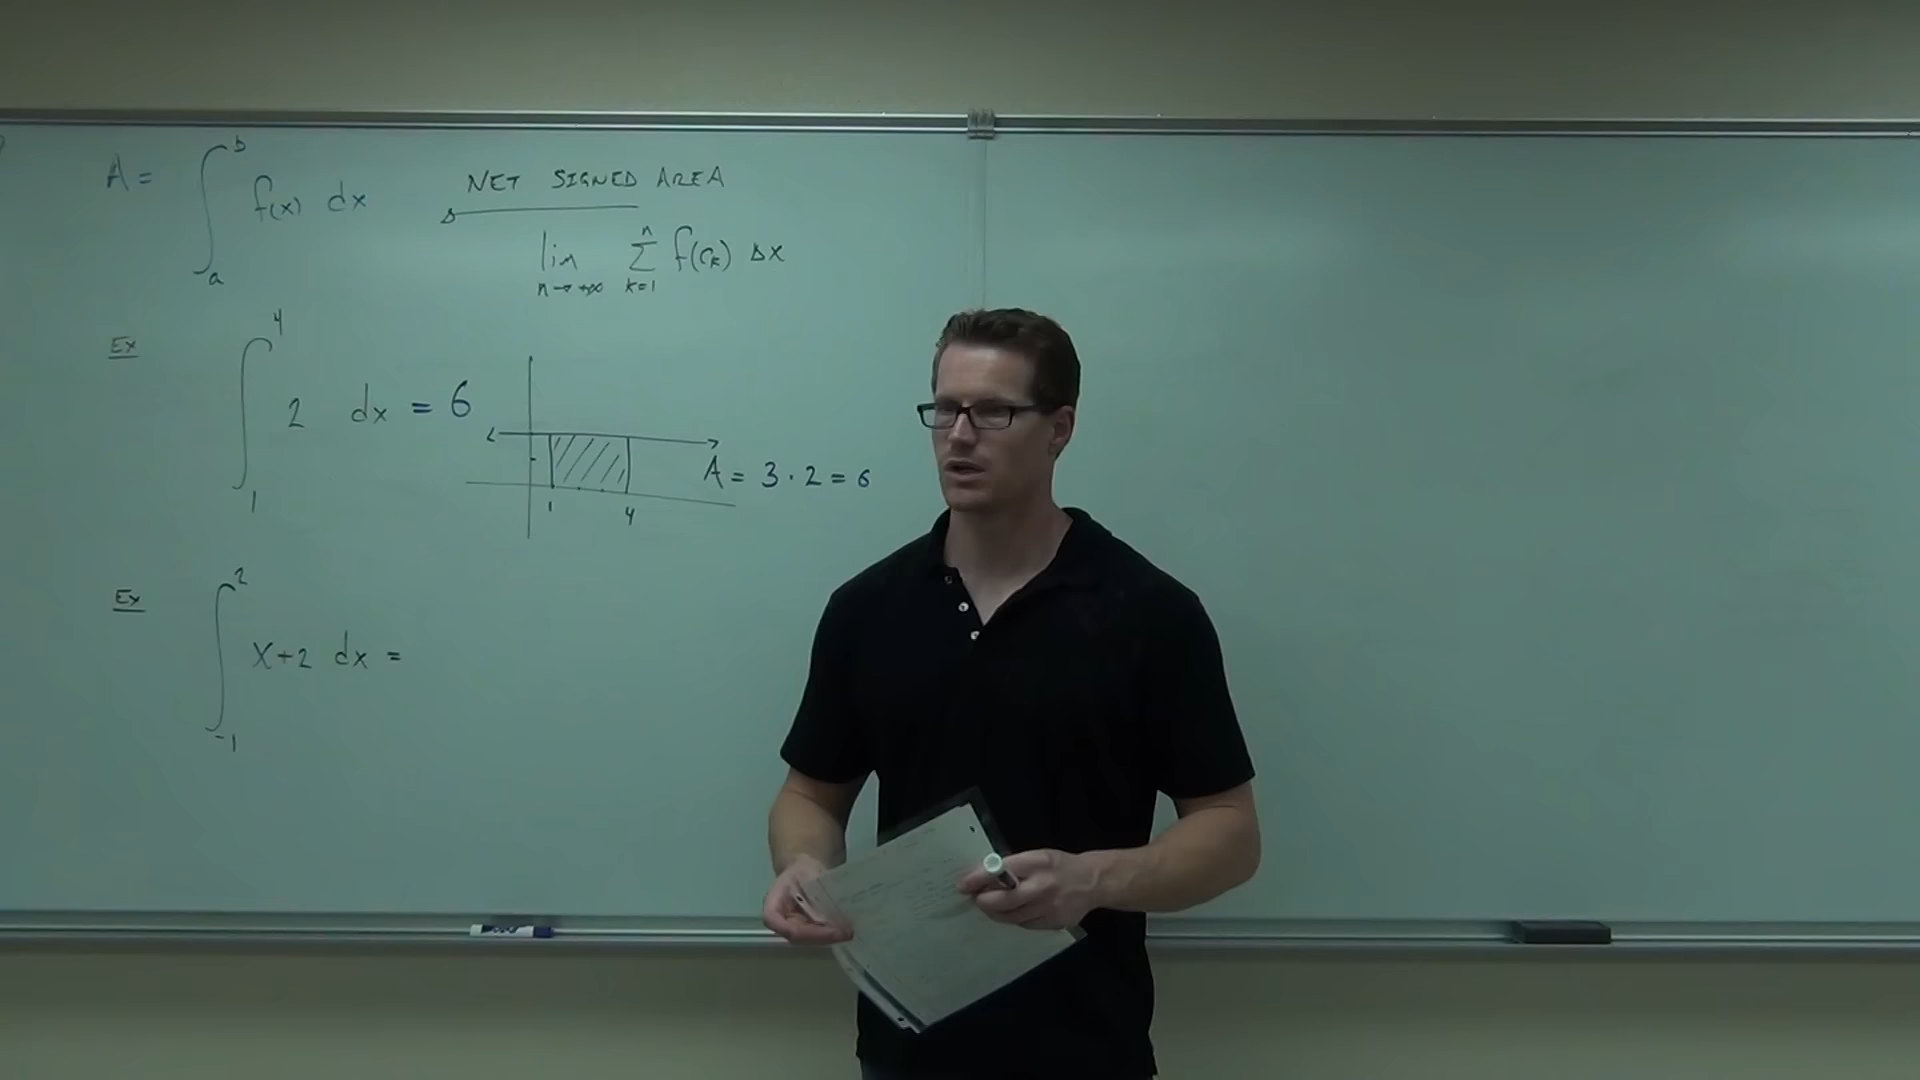 A = ∫_a^b f(x) dx
NET SIGNED AREA
lim n→+∞ Σ_{k=1}^n f(c_k) Δx
Ex ∫_1^4 2 dx = 6
1 4
A = 3 · 2 = 6
Ex ∫_{-1}^2 x+2 dx =